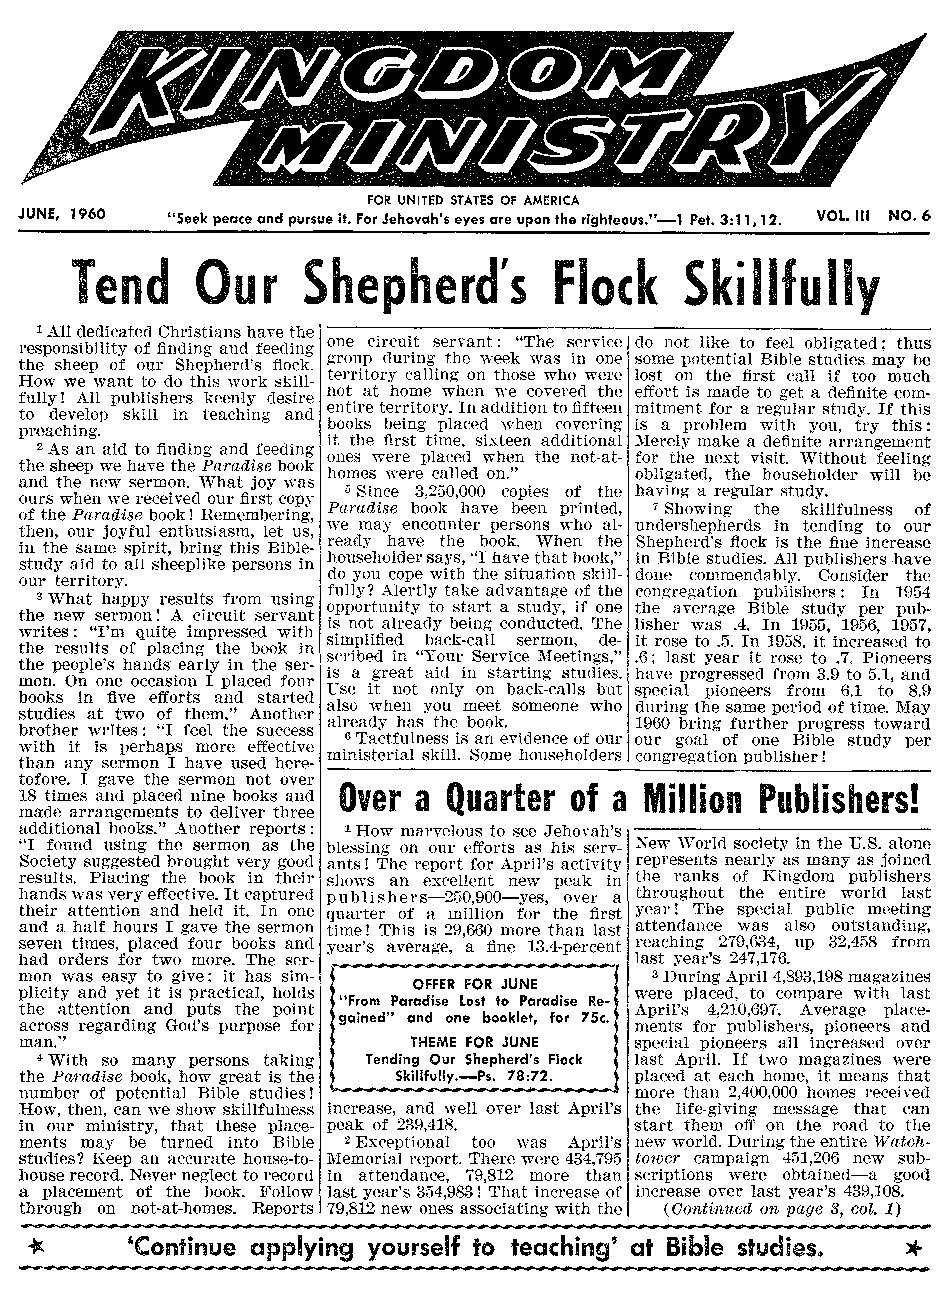 KINGDOM
MINISTRY
FOR UNITED STATES OF AMERICA
JUNE, 1960
"Seek peace and pursue it. For Jehovah's eyes are upon the righteous."—1 Pet. 3:11,12.
VOL. III NO. 6
Tend Our Shepherd's Flock Skillfully
1 All dedicated Christians have the
responsibility of finding and feeding
the sheep of our Shepherd's flock.
How we want to do this work skill-
fully! All publishers keenly desire
to develop skill in teaching and
preaching.
2 As an aid to finding and feeding
the sheep we have the Paradise book
and the new sermon. What joy was
ours when we received our first copy
of the Paradise book! Remembering,
then, our joyful enthusiasm, let us,
in the same spirit, bring this Bible-
study aid to all sheeplike persons in
our territory.
3 What happy results from using
the new sermon! A circuit servant
writes: "I'm quite impressed with
the results of placing the book in
the people's hands early in the ser-
mon. On one occasion I placed four
books in five efforts and started
studies at two of them." Another
brother writes: "I feel the success
with it is perhaps more effective
than any sermon I have used here-
tofore. I gave the sermon not over
18 times and placed nine books and
made arrangements to deliver three
additional books." Another reports:
"I found using the sermon as the
Society suggested brought very good
results. Placing the book in their
hands was very effective. It captured
their attention and held it. In one
and a half hours I gave the sermon
seven times, placed four books and
had orders for two more. The ser-
mon was easy to give; it has sim-
plicity and yet it is practical, holds
the attention and puts the point
across regarding God's purpose for
man."
4 With so many persons taking
the Paradise book, how great is the
number of potential Bible studies!
How, then, can we show skillfulness
in our ministry, that these place-
ments may be turned into Bible
studies? Keep an accurate house-to-
house record. Never neglect to record
a placement of the book. Follow
through on not-at-homes. Reports
one circuit servant: "The service
group during the week was in one
territory calling on those who were
not at home when we covered the
entire territory. In addition to fifteen
books being placed when covering
it the first time, sixteen additional
ones were placed when the not-at-
homes were called on."
5 Since 3,250,000 copies of the
Paradise book have been printed,
we may encounter persons who al-
ready have the book. When the
householder says, "I have that book,"
do you cope with the situation skill-
fully? Alertly take advantage of the
opportunity to start a study, if one
is not already being conducted. The
simplified back-call sermon, de-
scribed in "Your Service Meetings,"
is a great aid in starting studies.
Use it not only on back-calls but
also when you meet someone who
already has the book.
6 Tactfulness is an evidence of our
ministerial skill. Some householders
do not like to feel obligated; thus
some potential Bible studies may be
lost on the first call if too much
effort is made to get a definite com-
mitment for a regular study. If this
is a problem with you, try this:
Merely make a definite arrangement
for the next visit. Without feeling
obligated, the householder will be
having a regular study.
7 Showing the skillfulness of
undershepherds in tending to our
Shepherd's flock is the fine increase
in Bible studies. All publishers have
done commendably. Consider the
congregation publishers: In 1954
the average Bible study per pub-
lisher was .4. In 1955, 1956, 1957,
it rose to .5. In 1958, it increased to
.6; last year it rose to .7. Pioneers
have progressed from 3.9 to 5.1, and
special pioneers from 6.1 to 8.9
during the same period of time. May
1960 bring further progress toward
our goal of one Bible study per
congregation publisher!
Over a Quarter of a Million Publishers!
1 How marvelous to see Jehovah's
blessing on our efforts as his serv-
ants! The report for April's activity
shows an excellent new peak in
publishers—250,900—yes, over a
quarter of a million for the first
time! This is 29,660 more than last
year's average, a fine 13.4-percent
OFFER FOR JUNE
"From Paradise Lost to Paradise Re-
gained" and one booklet, for 75c.
THEME FOR JUNE
Tending Our Shepherd's Flock
Skillfully.—Ps. 78:72.
increase, and well over last April's
peak of 239,418.
2 Exceptional too was April's
Memorial report. There were 434,795
in attendance, 79,812 more than
last year's 354,983! That increase of
79,812 new ones associating with the
New World society in the U.S. alone
represents nearly as many as joined
the ranks of Kingdom publishers
throughout the entire world last
year! The special public meeting
attendance was also outstanding,
reaching 279,634, up 32,458 from
last year's 247,176.
3 During April 4,893,198 magazines
were placed, to compare with last
April's 4,210,697. Average place-
ments for publishers, pioneers and
special pioneers all increased over
last April. If two magazines were
placed at each home, it means that
more than 2,400,000 homes received
the life-giving message that can
start them off on the road to the
new world. During the entire Watch-
tower campaign 451,206 new sub-
scriptions were obtained—a good
increase over last year's 439,108.
(Continued on page 3, col. 1)
★ 'Continue applying yourself to teaching' at Bible studies. ★